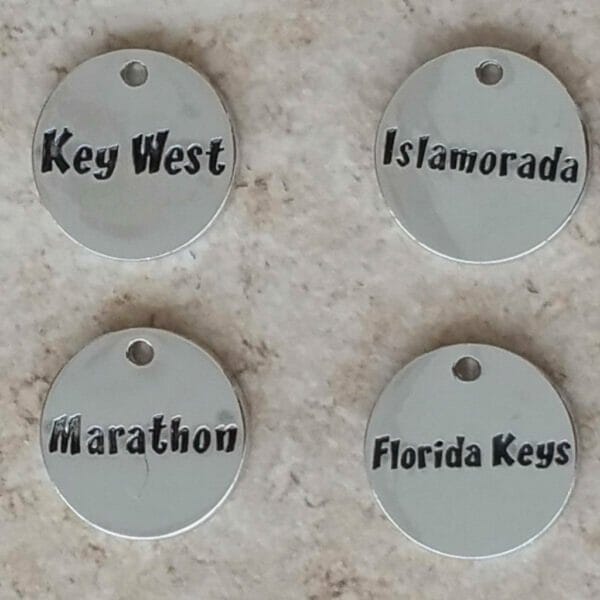 Key West
Islamorada
Marathon
Florida Keys